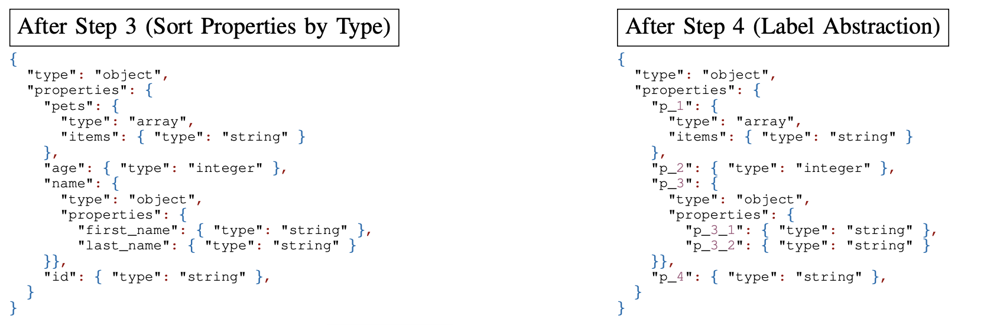 After Step 3 (Sort Properties by Type)
{
  "type": "object",
  "properties": {
    "pets": {
      "type": "array",
      "items": { "type": "string" }
    },
    "age": { "type": "integer" },
    "name": {
      "type": "object",
      "properties": {
        "first_name": { "type": "string" },
        "last_name": { "type": "string" }
    }},
    "id": { "type": "string" },
  }
}
After Step 4 (Label Abstraction)
{
  "type": "object",
  "properties": {
    "p_1": {
      "type": "array",
      "items": { "type": "string" }
    },
    "p_2": { "type": "integer" },
    "p_3": {
      "type": "object",
      "properties": {
        "p_3_1": { "type": "string" },
        "p_3_2": { "type": "string" }
    }},
    "p_4": { "type": "string" },
  }
}